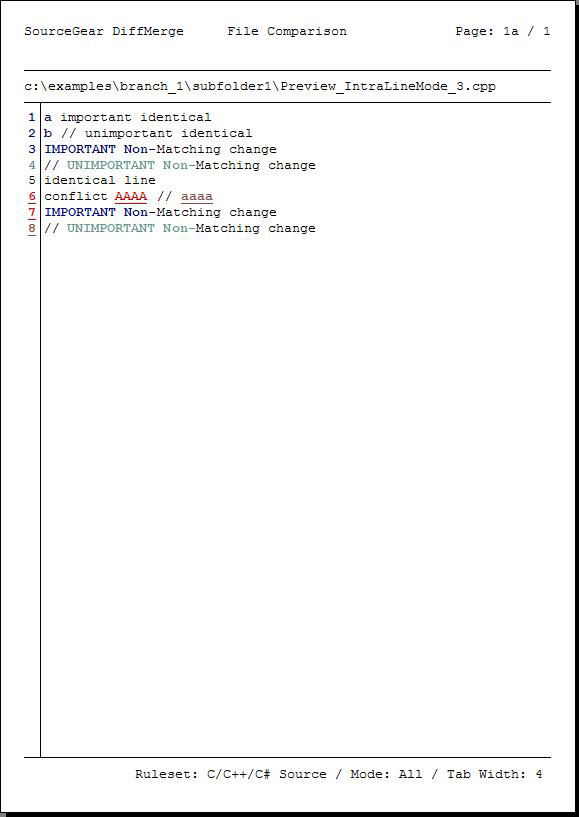 SourceGear DiffMerge File Comparison Page: 1a / 1
c:\examples\branch_1\subfolder1\Preview_IntraLineMode_3.cpp
1 a important identical
2 b // unimportant identical
3 IMPORTANT Non-Matching change
4 // UNIMPORTANT Non-Matching change
5 identical line
6 conflict AAAA // aaaa
7 IMPORTANT Non-Matching change
8 // UNIMPORTANT Non-Matching change
Ruleset: C/C++/C# Source / Mode: All / Tab Width: 4